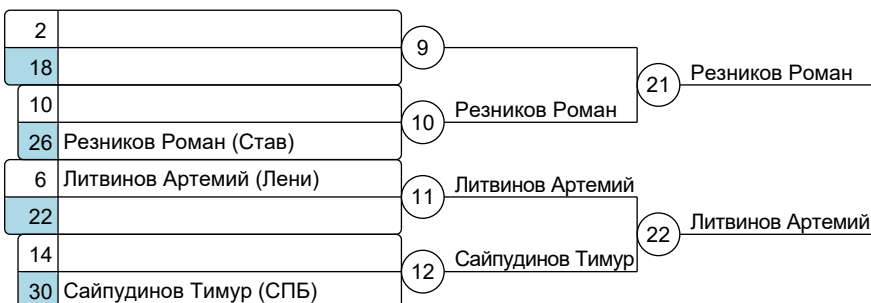 2
18
9
21 Резников Роман
10
10 Резников Роман
26 Резников Роман (Став)
6 Литвинов Артемий (Лени)
11 Литвинов Артемий
22
22 Литвинов Артемий
14
12 Сайпудинов Тимур
30 Сайпудинов Тимур (СПБ)